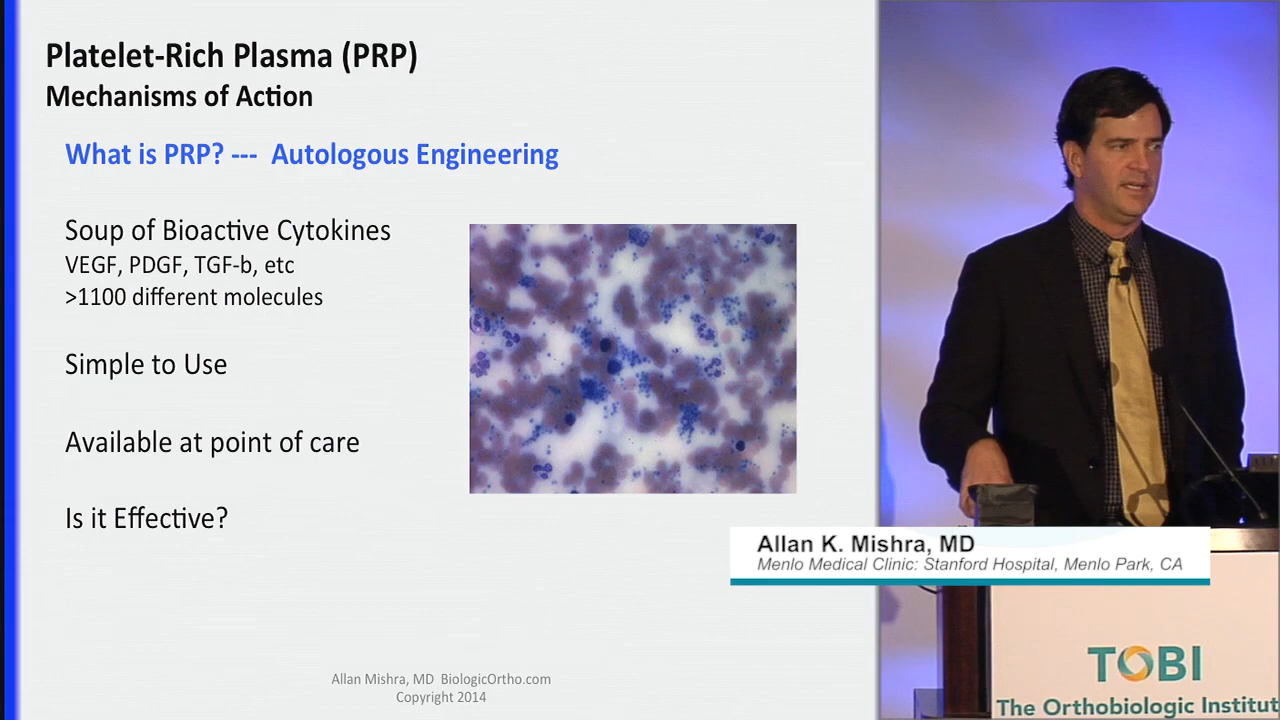 Platelet-Rich Plasma (PRP)
Mechanisms of Action
What is PRP? --- Autologous Engineering
Soup of Bioactive Cytokines
VEGF, PDGF, TGF-b, etc
>1100 different molecules
Simple to Use
Available at point of care
Is it Effective?
Allan K. Mishra, MD
Menlo Medical Clinic: Stanford Hospital, Menlo Park, CA
TOBI
The Orthobiologic Institut
Allan Mishra, MD BiologicOrtho.com
Copyright 2014